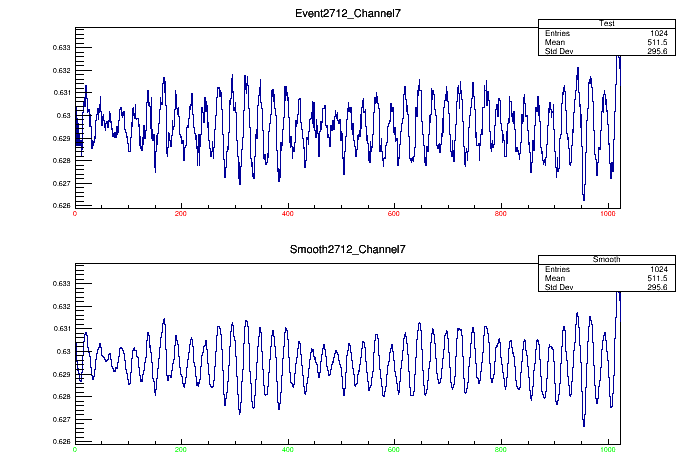 Event2712_Channel7
Test
Entries 1024
Mean 511.5
Std Dev 295.6
0.633
0.632
0.631
0.63
0.629
0.628
0.627
0.626
0 200 400 600 800 1000
Smooth2712_Channel7
Smooth
Entries 1024
Mean 511.5
Std Dev 295.6
0.633
0.632
0.631
0.63
0.629
0.628
0.627
0.626
0 200 400 600 800 1000